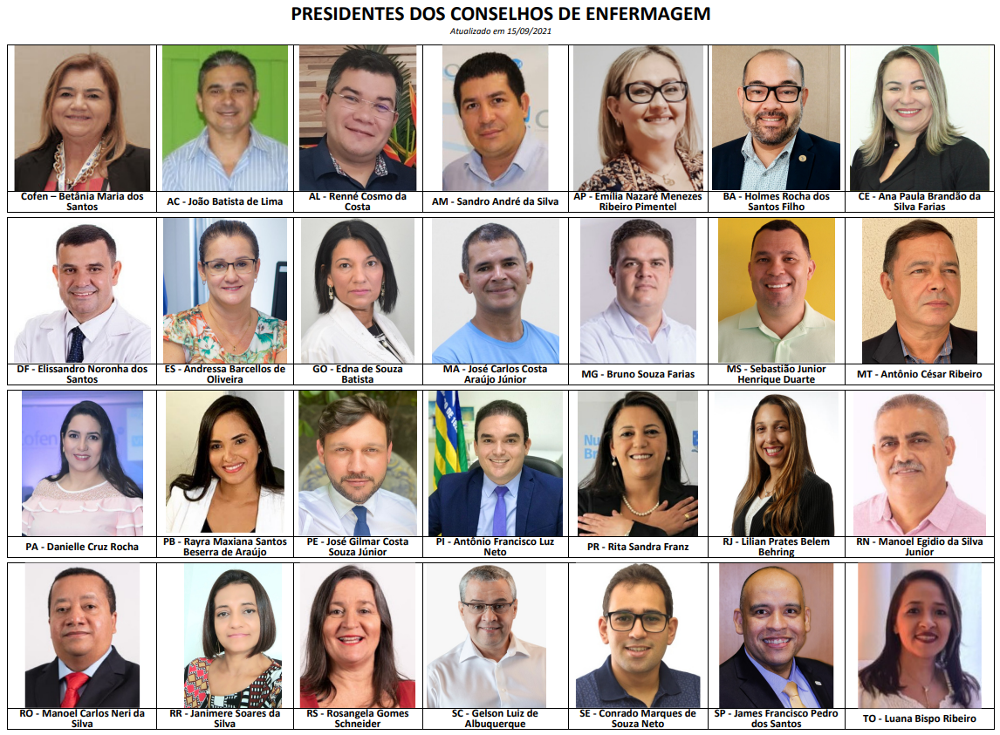 PRESIDENTES DOS CONSELHOS DE ENFERMAGEM
Atualizado em 15/09/2021
Cofen – Betânia Maria dos
Santos
AC - João Batista de Lima
AL - Renné Cosmo da
Costa
AM - Sandro André da Silva
AP - Emília Nazaré Menezes
Ribeiro Pimentel
BA - Holmes Rocha dos
Santos Filho
CE - Ana Paula Brandão da
Silva Farias
DF - Elissandro Noronha dos
Santos
ES - Andressa Barcellos de
Oliveira
GO - Edna de Souza
Batista
MA - José Carlos Costa
Araújo Júnior
MG - Bruno Souza Farias
MS - Sebastião Junior
Henrique Duarte
MT - Antônio César Ribeiro
ofen
Nu
Br
PA - Danielle Cruz Rocha
PB - Rayra Maxiana Santos
Beserra de Araújo
PE - José Gilmar Costa
Souza Júnior
PI - Antônio Francisco Luz
Neto
PR - Rita Sandra Franz
RJ - Lilian Prates Belem
Behring
RN - Manoel Egidio da Silva
Junior
RO - Manoel Carlos Neri da
Silva
RR - Janimere Soares da
Silva
RS - Rosangela Gomes
Schneider
SC - Gelson Luiz de
Albuquerque
SE - Conrado Marques de
Souza Neto
SP - James Francisco Pedro
dos Santos
TO - Luana Bispo Ribeiro